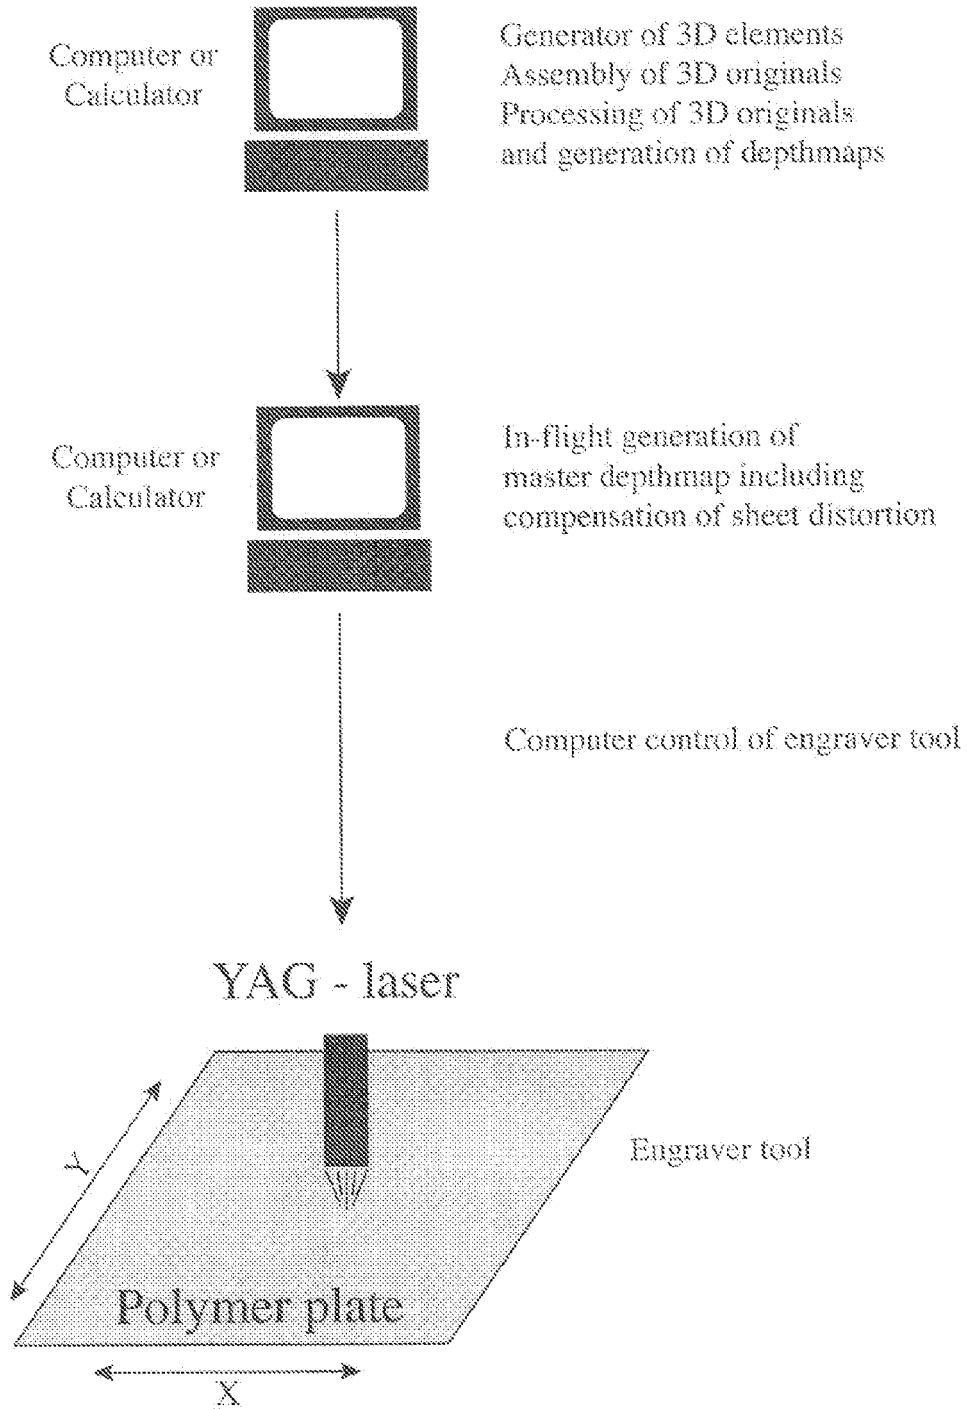 Computer or
Calculator
Generator of 3D elements
Assembly of 3D originals
Processing of 3D originals
and generation of depthmaps
Computer or
Calculator
In-flight generation of
master depthmap including
compensation of sheet distortion
Computer control of engraver tool
YAG - laser
Y
Engraver tool
Polymer plate
X